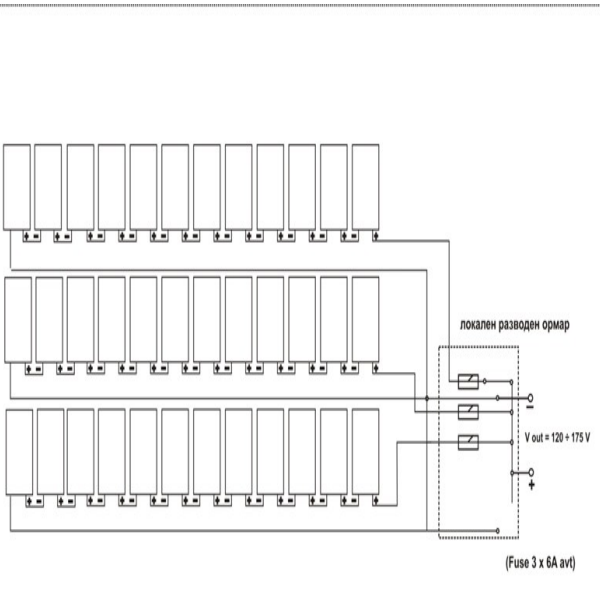 локален разводен ормар
−
V out = 120 ÷ 175 V
+
(Fuse 3 x 6A avt)